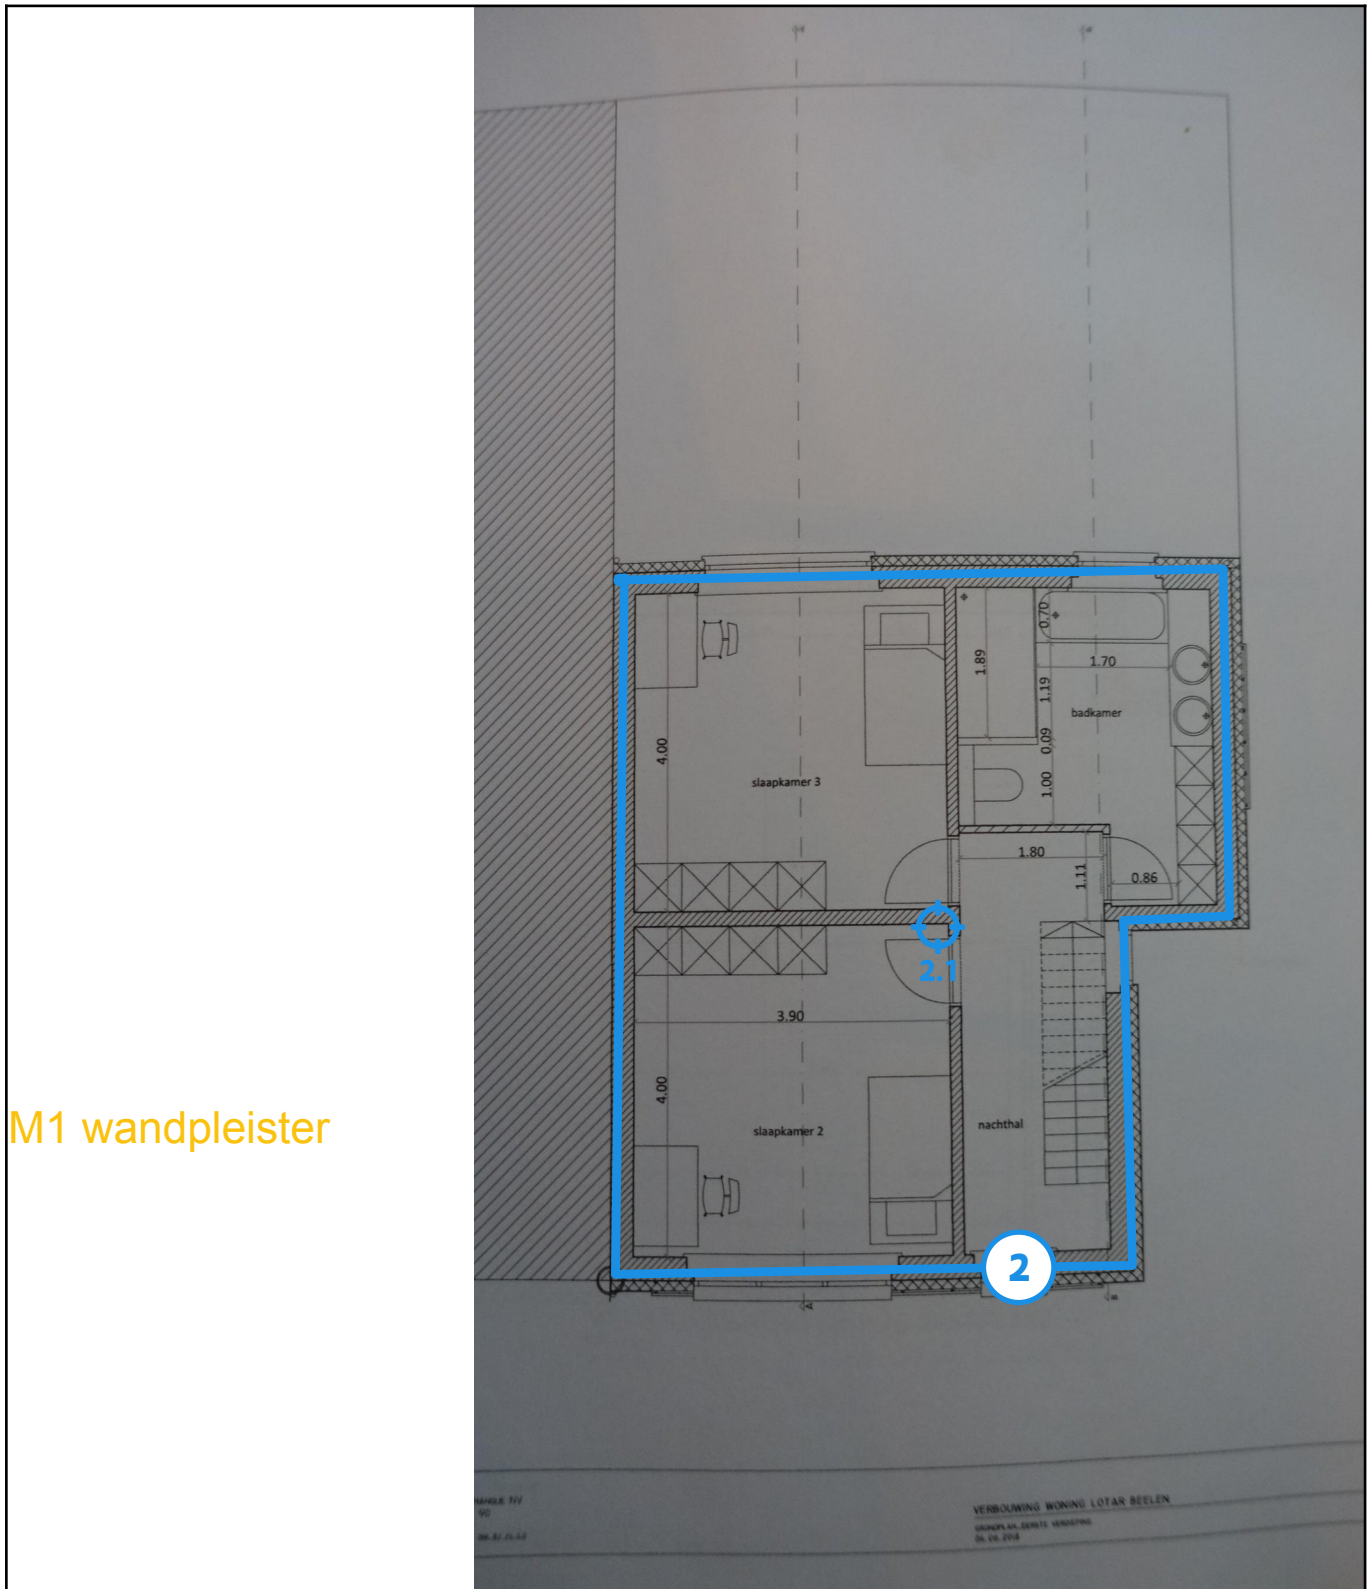 0.70
1.89
1.70
1.19
badkamer
0.09
4.00
1.00
slaapkamer 3
1.80
1.11
0.86
2.1
3.90
4.00
M1 wandpleister
slaapkamer 2
nachthal
2
VERBOUWING WONING LOTAR BEELEN